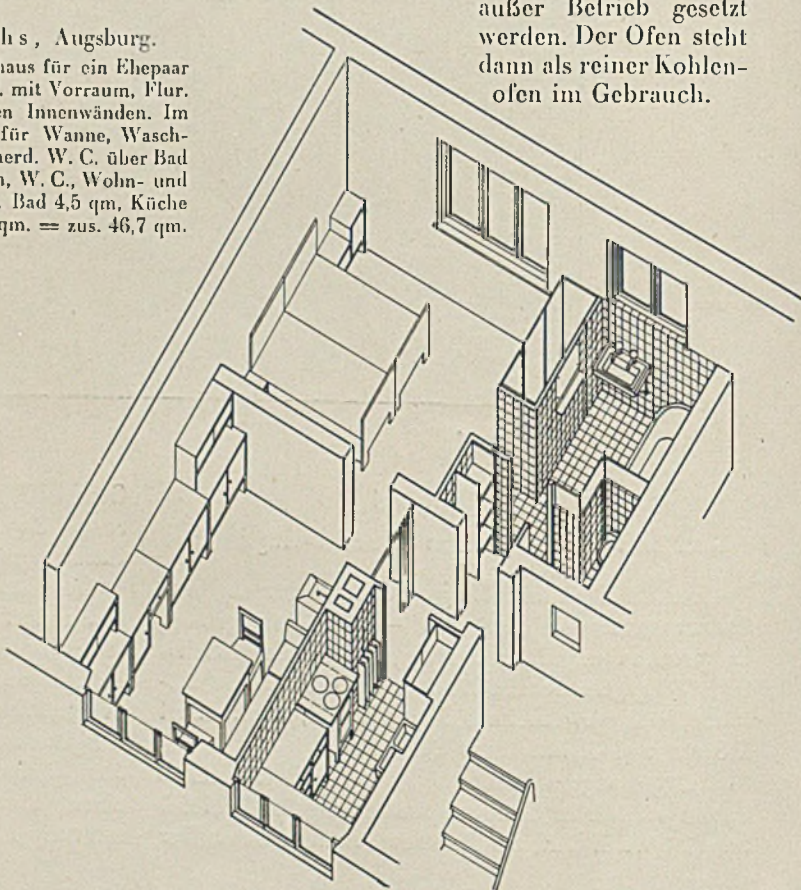 hs, Augsburg.
haus für ein Ehepaar
. mit Vorraum, Flur.
en Innenwänden. Im
für Wanne, Wasch-
herd. W. C. über Bad
n, W. C., Wohn- und
. Bad 4,5 qm, Küche
qm. = zus. 46,7 qm.
außer Betrieb gesetzt
werden. Der Ofen steht
dann als reiner Kohlen-
ofen im Gebrauch.